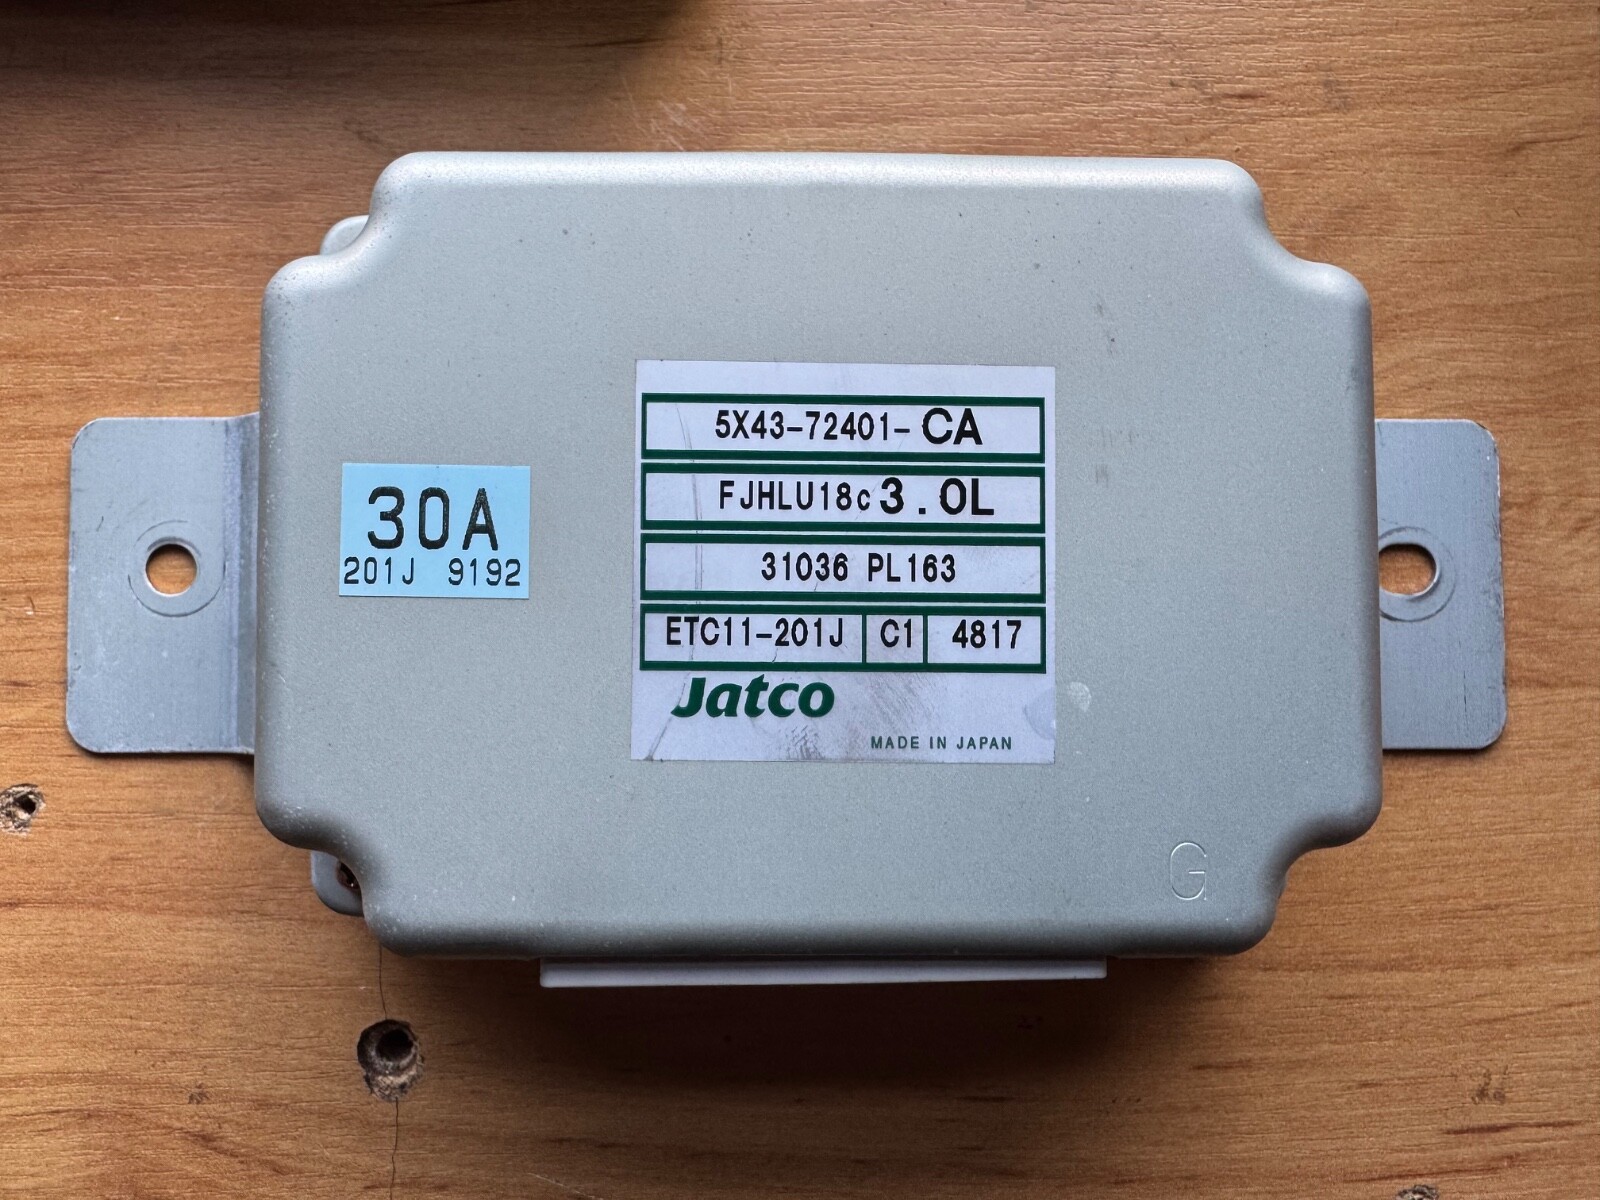 30A
201J 9192
5X43-72401-CA
FJHLU18c 3.0L
31036 PL163
ETC11-201J C1 4817
Jatco
MADE IN JAPAN
G